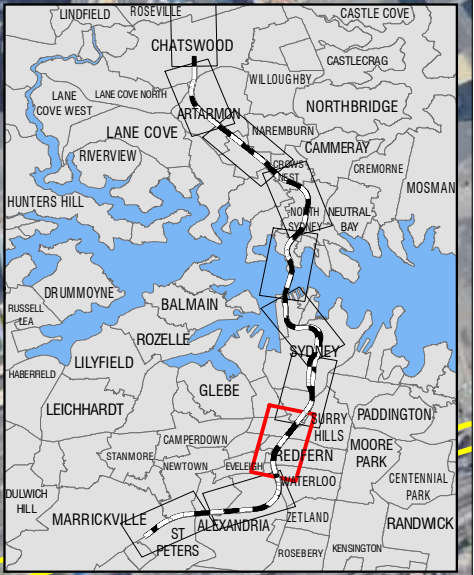 LINDFIELD
ROSEVILLE
CASTLE COVE
CHATSWOOD
CASTLECRAG
WILLOUGHBY
LANE
COVE WEST
LANE COVE NORTH
NORTHBRIDGE
ARTARMON
LANE COVE
NAREMBURN
CAMMERAY
RIVERVIEW
CROWS
NEST
CREMORNE
MOSMAN
HUNTERS HILL
NORTH
SYDNEY
NEUTRAL
BAY
DRUMMOYNE
BALMAIN
RUSSELL
LEA
ROZELLE
SYDNEY
LILYFIELD
HABERFIELD
GLEBE
LEICHHARDT
SURRY
HILLS
PADDINGTON
CAMPERDOWN
MOORE
PARK
STANMORE
REDFERN
NEWTOWN
EVELEIGH
WATERLOO
CENTENNIAL
PARK
DULWICH
HILL
MARRICKVILLE
ST
PETERS
ALEXANDRIA
ZETLAND
RANDWICK
ROSEBERY
KENSINGTON